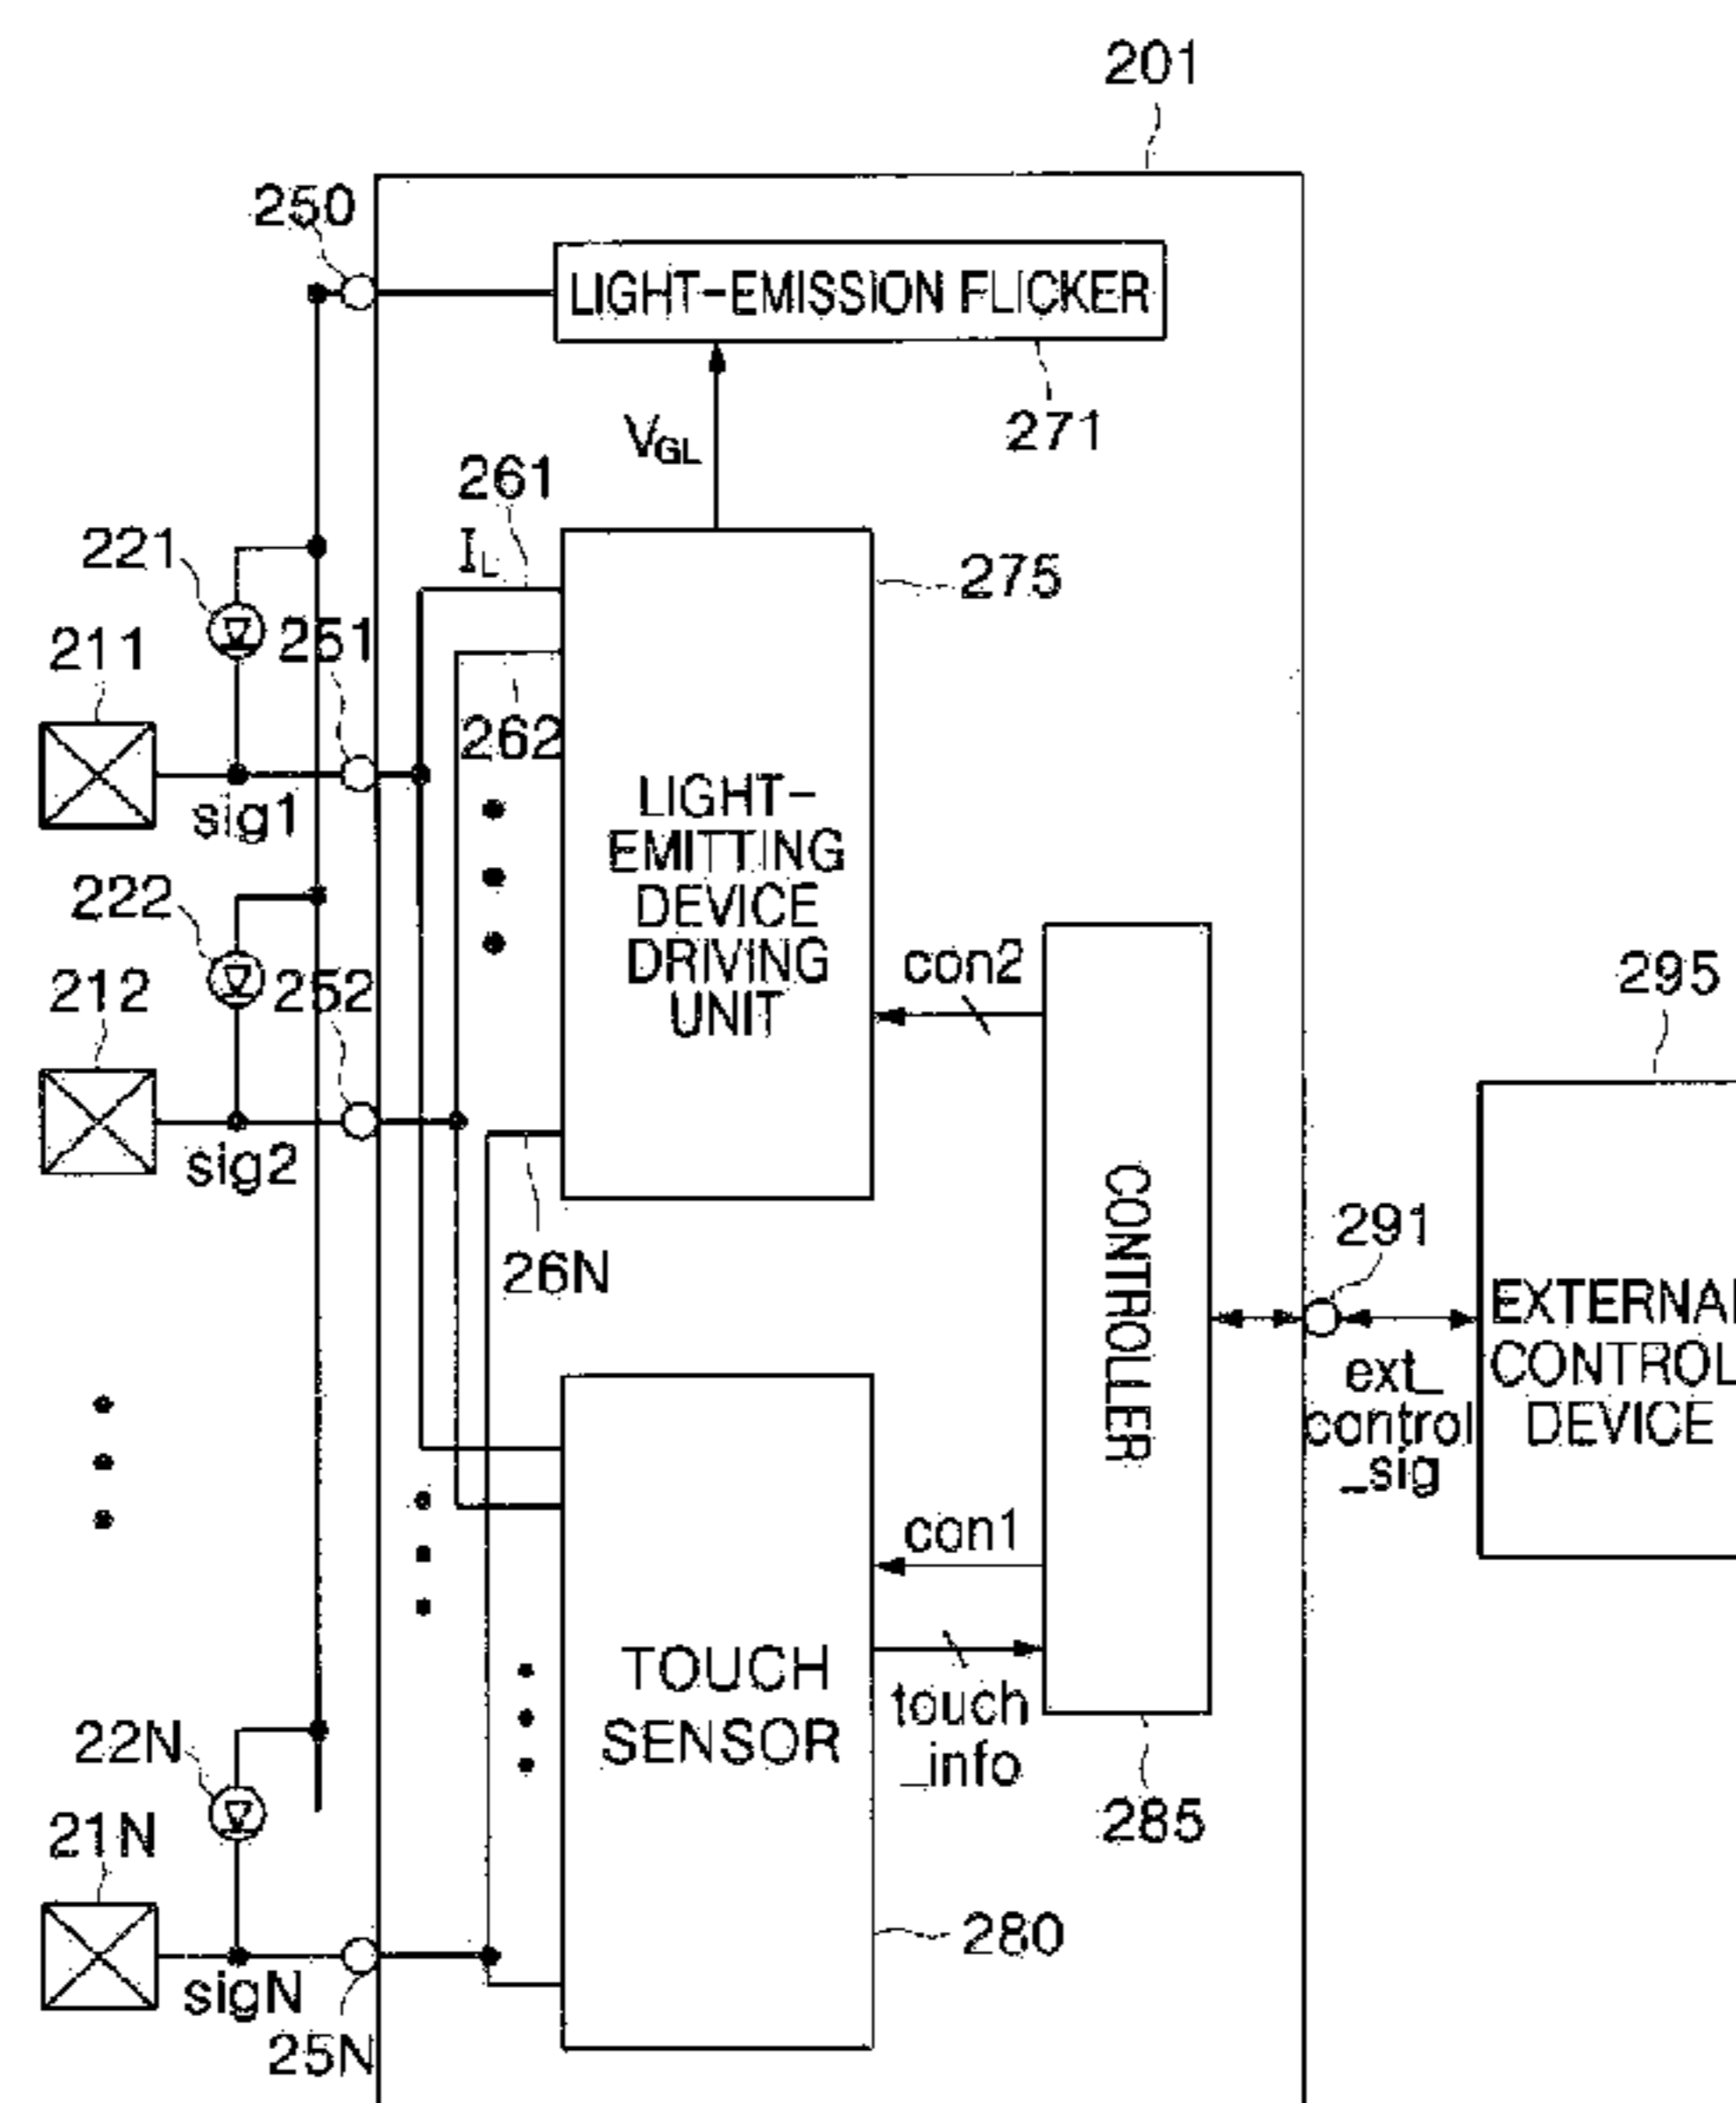 201
250
LIGHT-EMISSION FLICKER
271
VGL
261
IL
221
251
275
211
262
sig1
LIGHT-
EMITTING
DEVICE
DRIVING
UNIT
222
212
252
con2
295
sig2
26N
CONTROLLER
291
EXTERNAL
CONTROL
DEVICE
ext_
control
_sig
con1
TOUCH
SENSOR
touch
_info
22N
21N
285
280
sigN
25N